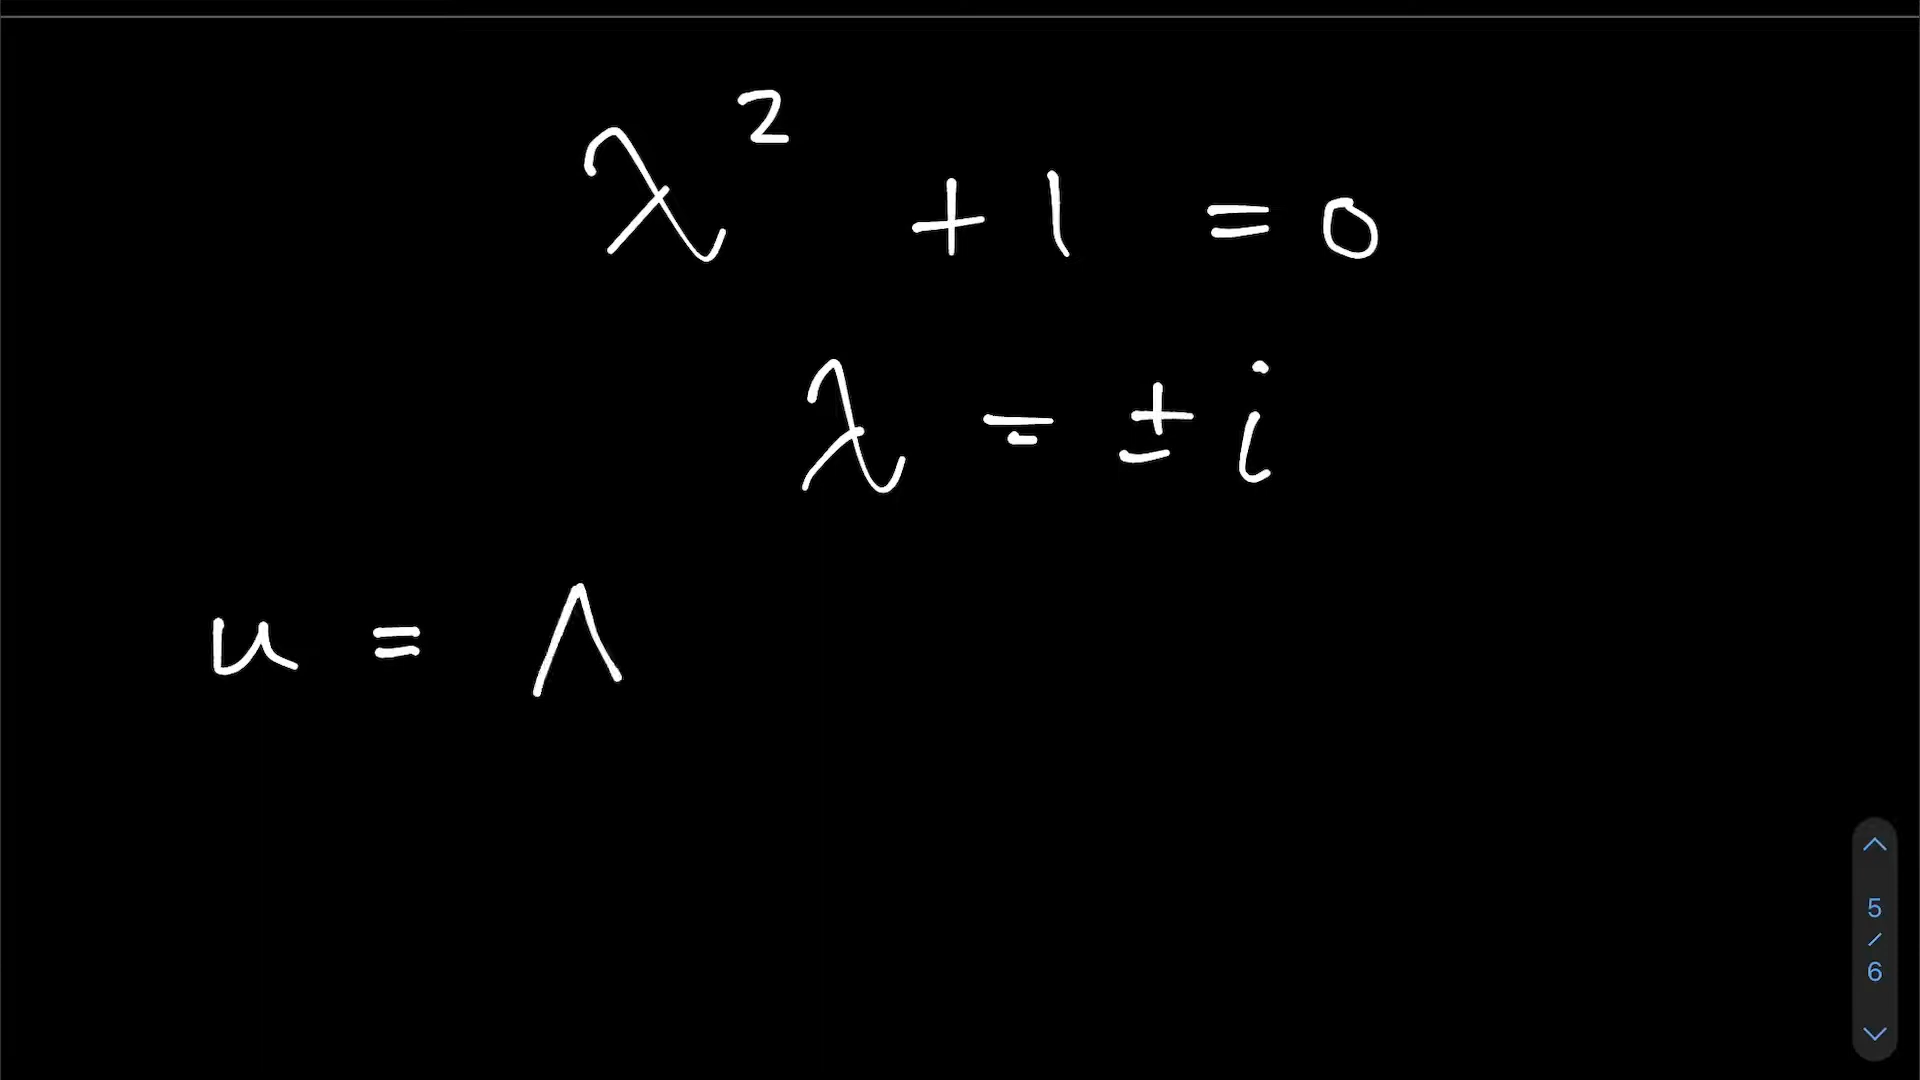 λ² + 1 = 0
λ = ± i
u = Λ
5
/
6